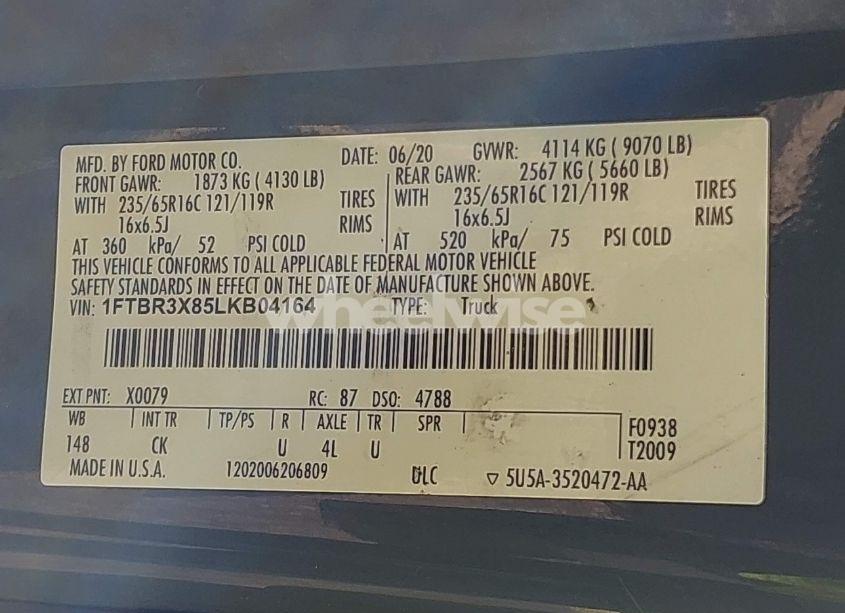 MFD. BY FORD MOTOR CO. DATE: 06/20 GVWR: 4114 KG ( 9070 LB)
FRONT GAWR: 1873 KG ( 4130 LB) REAR GAWR: 2567 KG ( 5660 LB)
WITH 235/65R16C 121/119R TIRES WITH 235/65R16C 121/119R TIRES
16x6.5J RIMS 16x6.5J RIMS
AT 360 kPa/ 52 PSI COLD AT 520 kPa/ 75 PSI COLD
THIS VEHICLE CONFORMS TO ALL APPLICABLE FEDERAL MOTOR VEHICLE
SAFETY STANDARDS IN EFFECT ON THE DATE OF MANUFACTURE SHOWN ABOVE.
VIN: 1FTBR3X85LKB04164 TYPE: Truck
wheelwise
EXT PNT: X0079 RC: 87 DSO: 4788
WB INT TR TP/PS R AXLE TR SPR F0938
148 CK U 4L U T2009
MADE IN U.S.A. 1202006206809 ULC ▽ 5U5A-3520472-AA